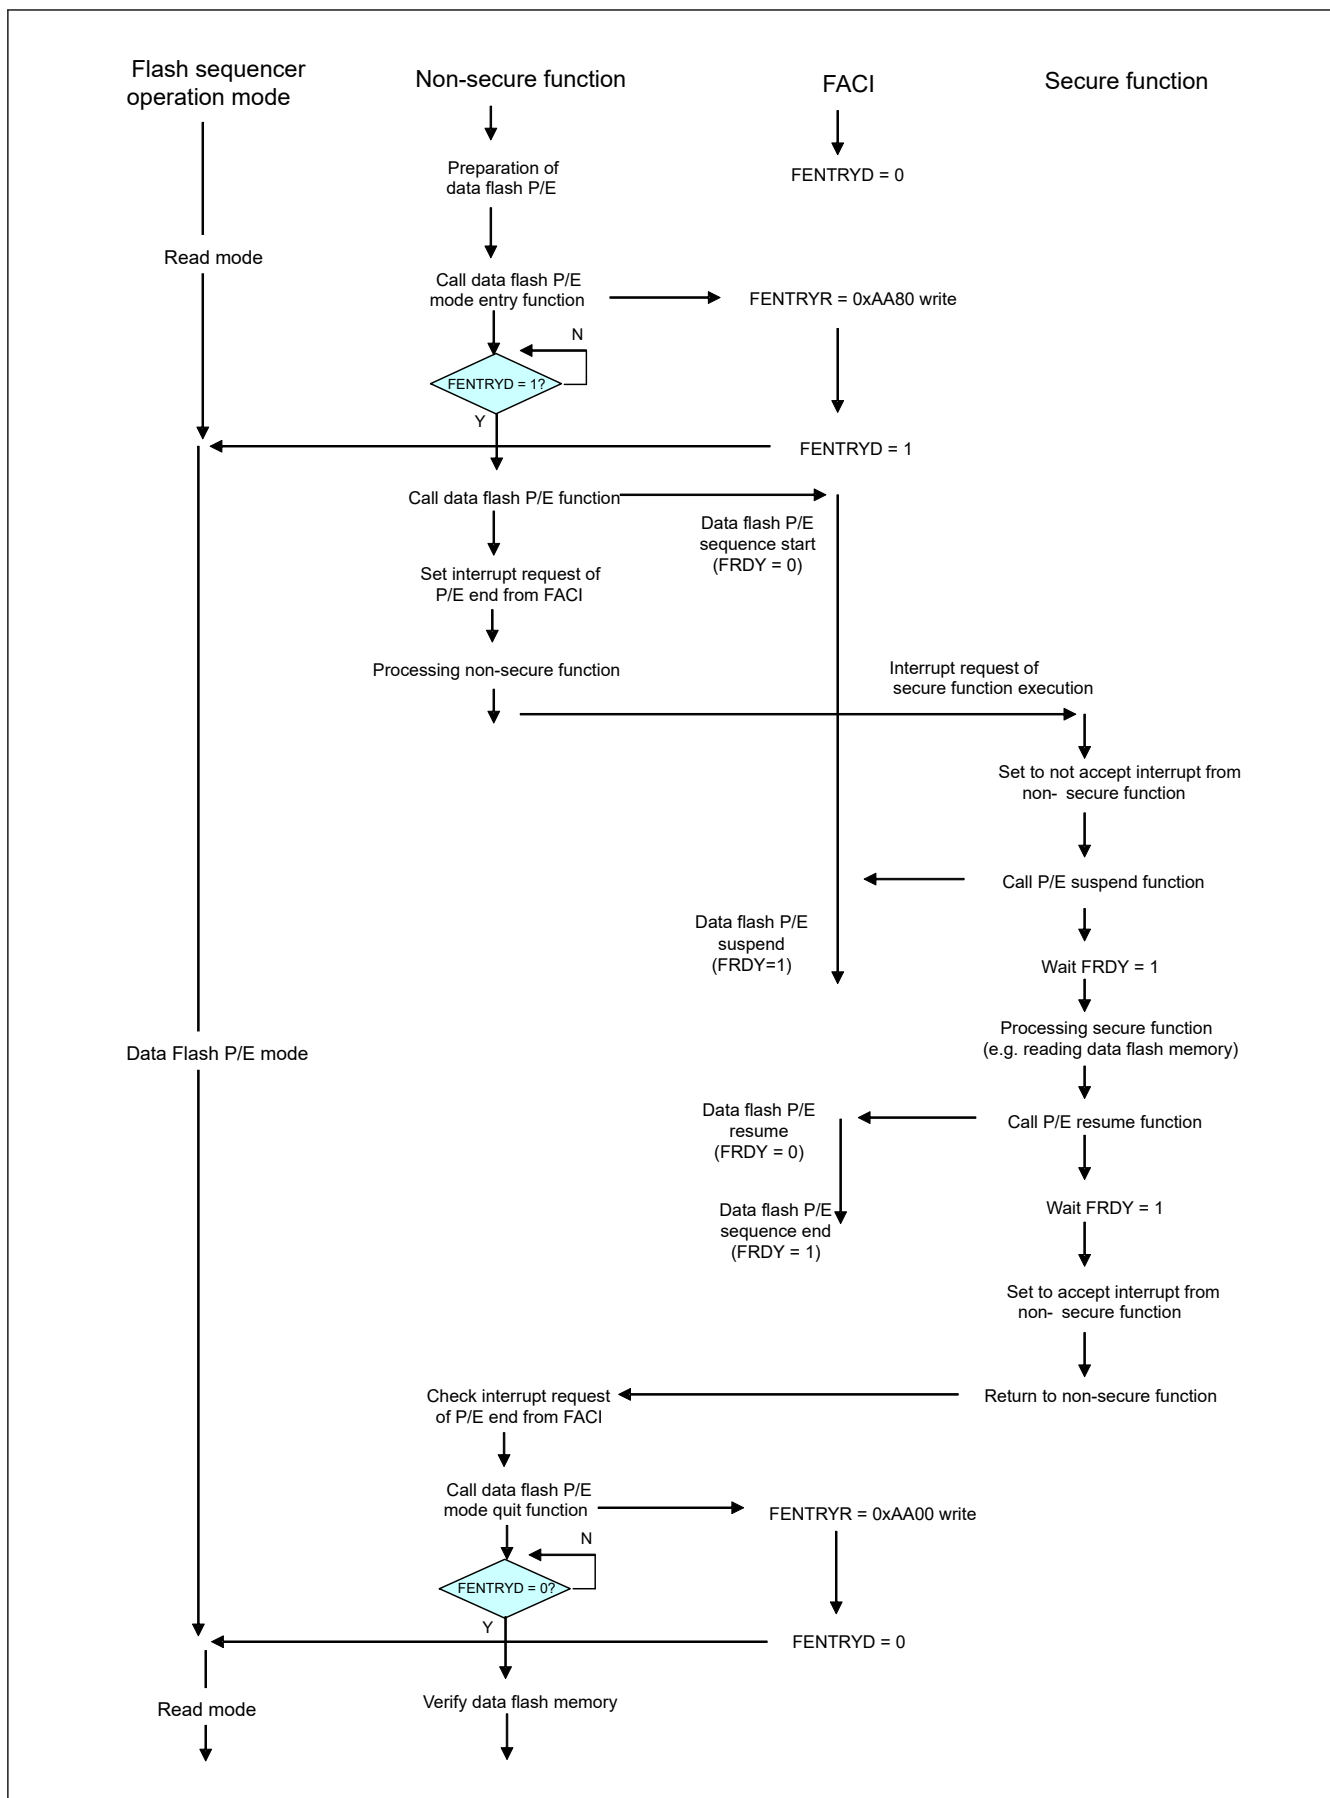 Flash sequencer
operation mode
Non-secure function
FACI
Secure function
Preparation of
data flash P/E
FENTRYD = 0
Read mode
Call data flash P/E
mode entry function
FENTRYR = 0xAA80 write
N
FENTRYD = 1?
Y
FENTRYD = 1
Call data flash P/E function
Data flash P/E
sequence start
(FRDY = 0)
Set interrupt request of
P/E end from FACI
Processing non-secure function
Interrupt request of
secure function execution
Set to not accept interrupt from
non- secure function
Call P/E suspend function
Data flash P/E
suspend
(FRDY=1)
Wait FRDY = 1
Processing secure function
(e.g. reading data flash memory)
Data Flash P/E mode
Data flash P/E
resume
(FRDY = 0)
Call P/E resume function
Wait FRDY = 1
Data flash P/E
sequence end
(FRDY = 1)
Set to accept interrupt from
non- secure function
Return to non-secure function
Check interrupt request
of P/E end from FACI
Call data flash P/E
mode quit function
FENTRYR = 0xAA00 write
N
FENTRYD = 0?
Y
FENTRYD = 0
Read mode
Verify data flash memory